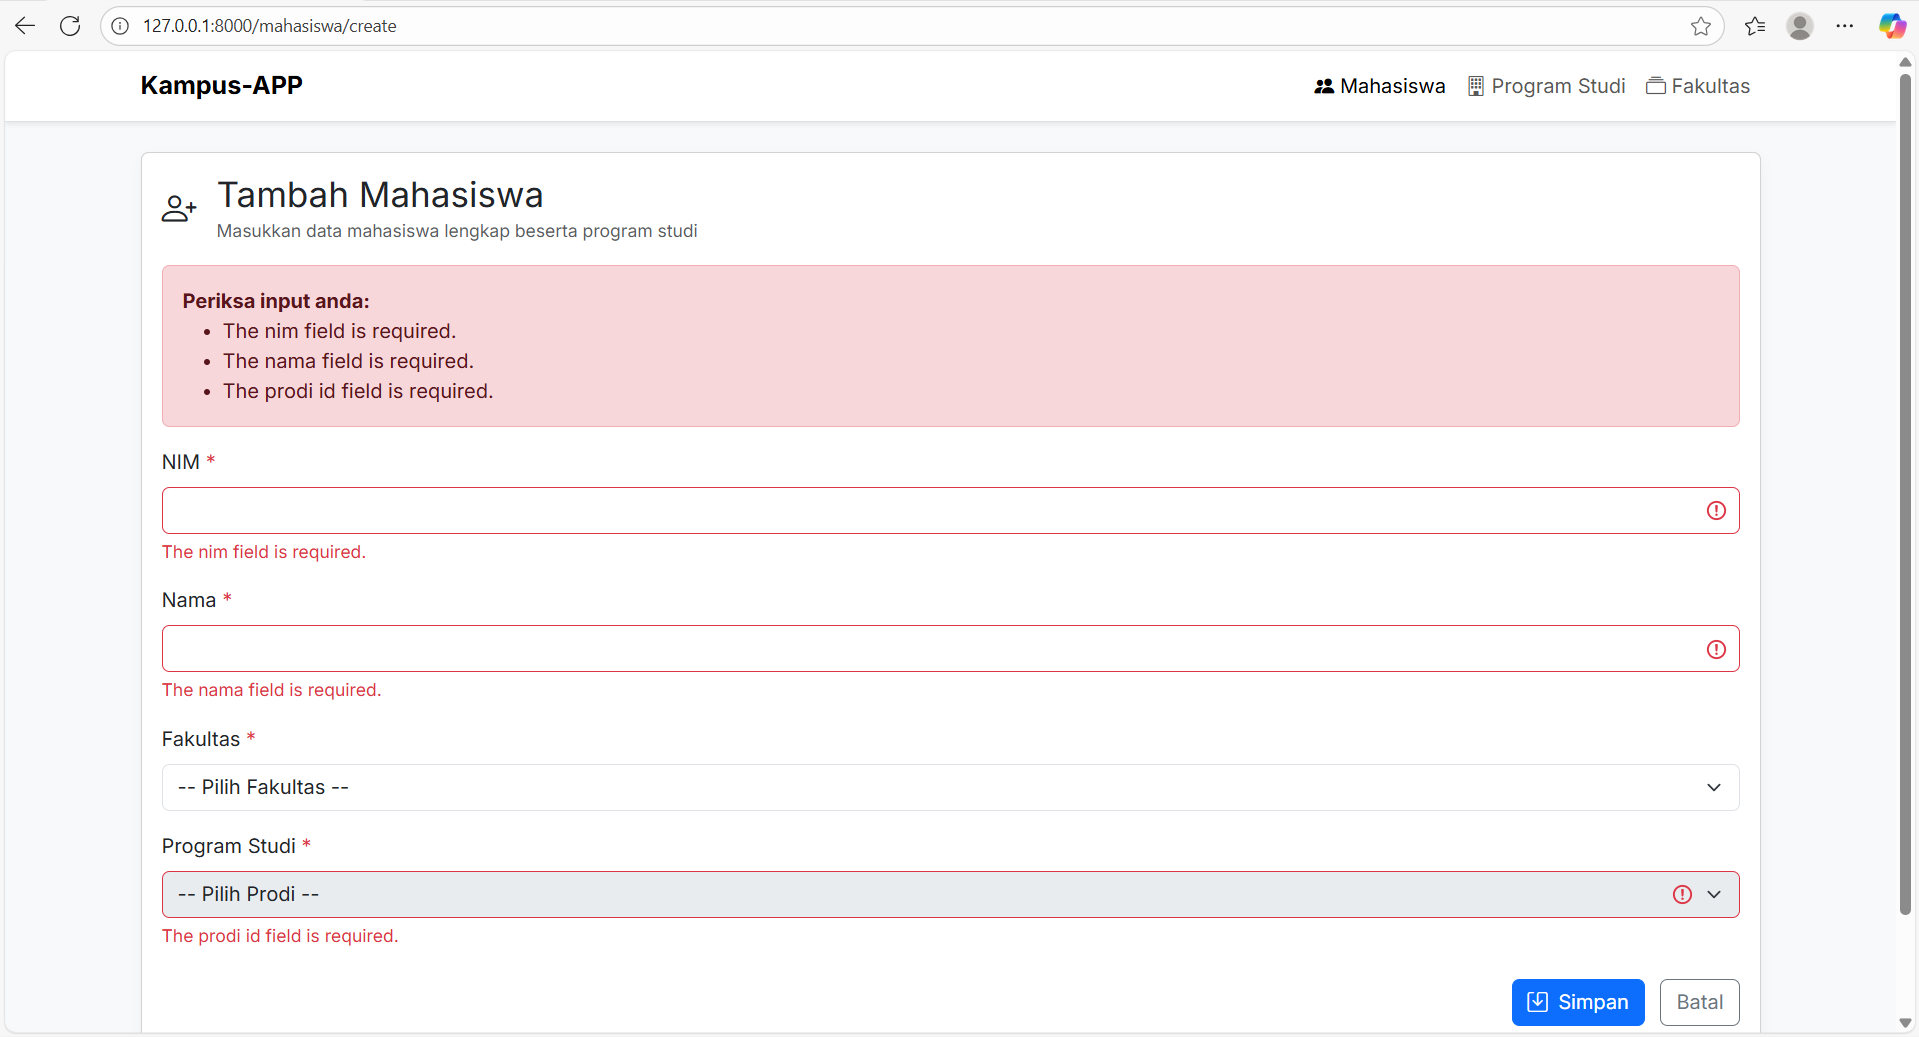 127.0.0.1:8000/mahasiswa/create
Kampus-APP
Mahasiswa
Program Studi
Fakultas
Tambah Mahasiswa
Masukkan data mahasiswa lengkap beserta program studi
Periksa input anda:
• The nim field is required.
• The nama field is required.
• The prodi id field is required.
NIM *
The nim field is required.
Nama *
The nama field is required.
Fakultas *
-- Pilih Fakultas --
Program Studi *
-- Pilih Prodi --
The prodi id field is required.
Simpan
Batal